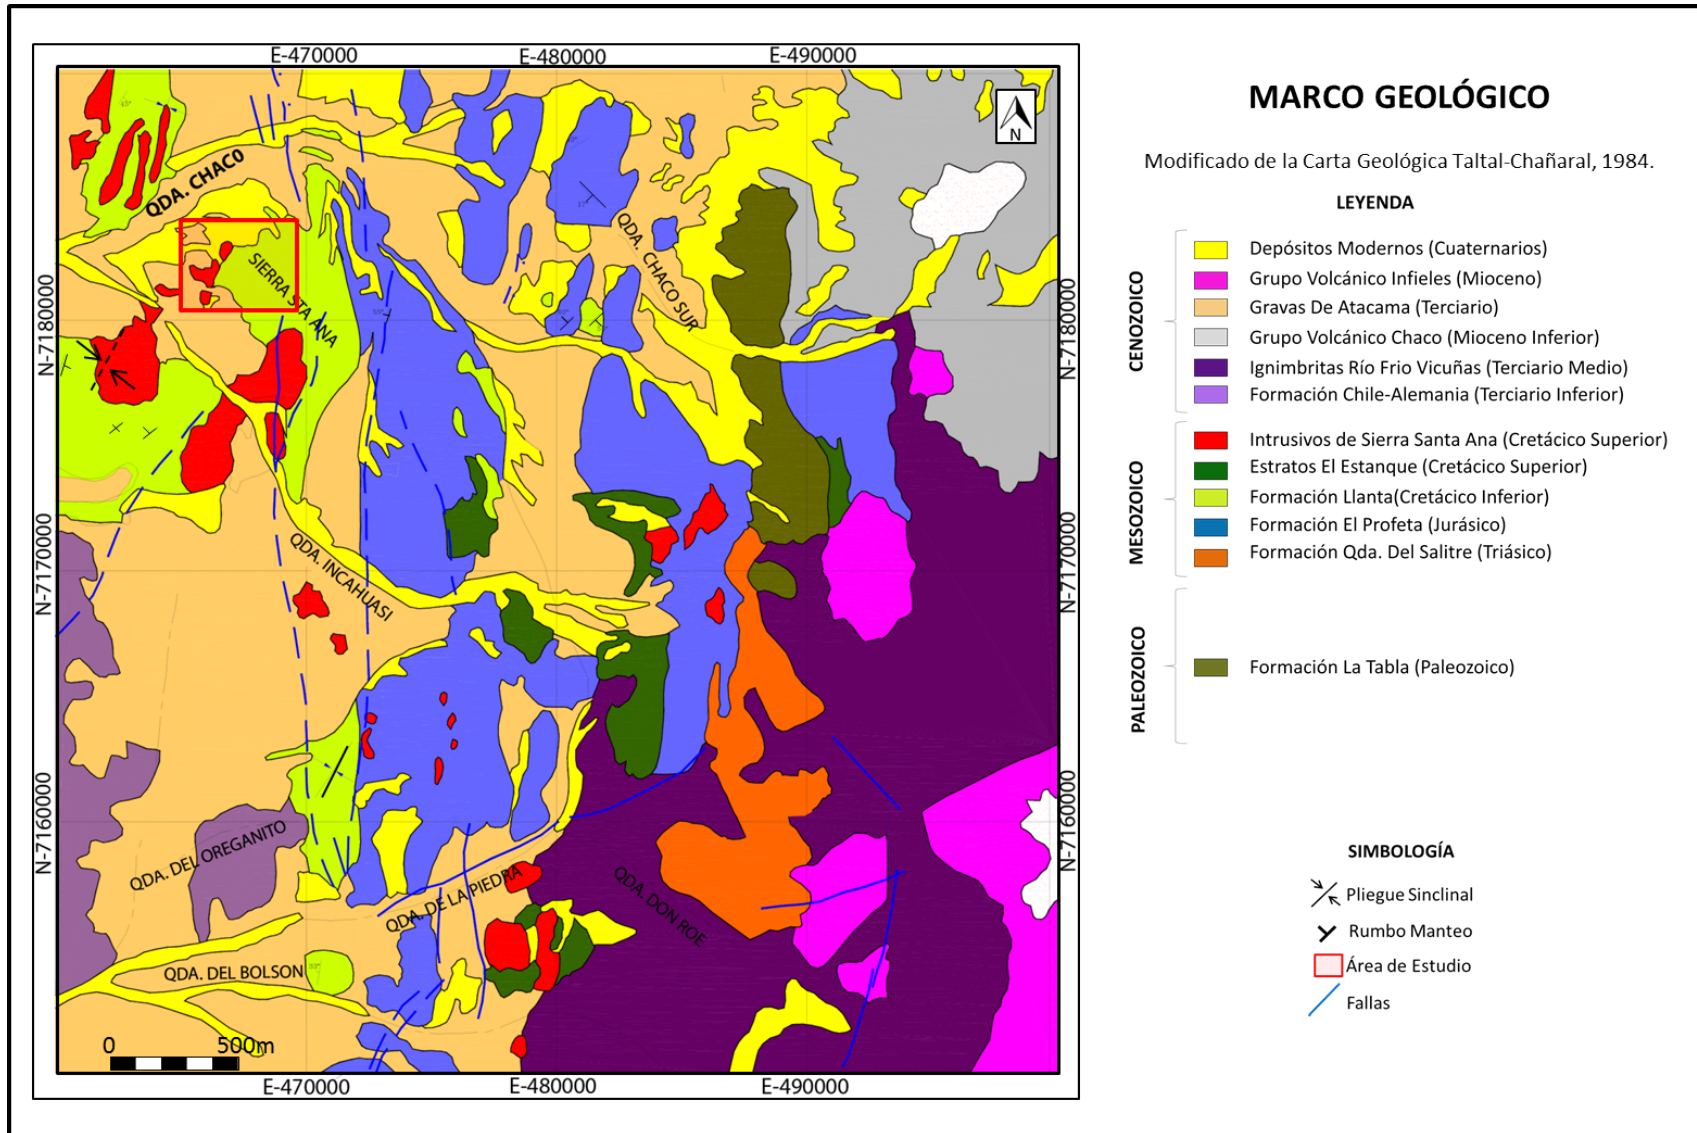 E-470000
E-480000
E-490000
N
QDA. CHACO
SIERRA STA ANA
QDA. CHACO SUR
N-7180000
N-7180000
QDA. INCAHUASI
N-7170000
N-7170000
N-7160000
N-7160000
QDA. DEL OREGANITO
QDA. DE LA PIEDRA
QDA. DON ROE
QDA. DEL BOLSON
0
500m
E-470000
E-480000
E-490000
MARCO GEOLÓGICO
Modificado de la Carta Geológica Taltal-Chañaral, 1984.
LEYENDA
CENOZOICO
Depósitos Modernos (Cuaternarios)
Grupo Volcánico Infieles (Mioceno)
Gravas De Atacama (Terciario)
Grupo Volcánico Chaco (Mioceno Inferior)
Ignimbritas Río Frio Vicuñas (Terciario Medio)
Formación Chile-Alemania (Terciario Inferior)
MESOZOICO
Intrusivos de Sierra Santa Ana (Cretácico Superior)
Estratos El Estanque (Cretácico Superior)
Formación Llanta(Cretácico Inferior)
Formación El Profeta (Jurásico)
Formación Qda. Del Salitre (Triásico)
PALEOZOICO
Formación La Tabla (Paleozoico)
SIMBOLOGÍA
Pliegue Sinclinal
Rumbo Manteo
Área de Estudio
Fallas